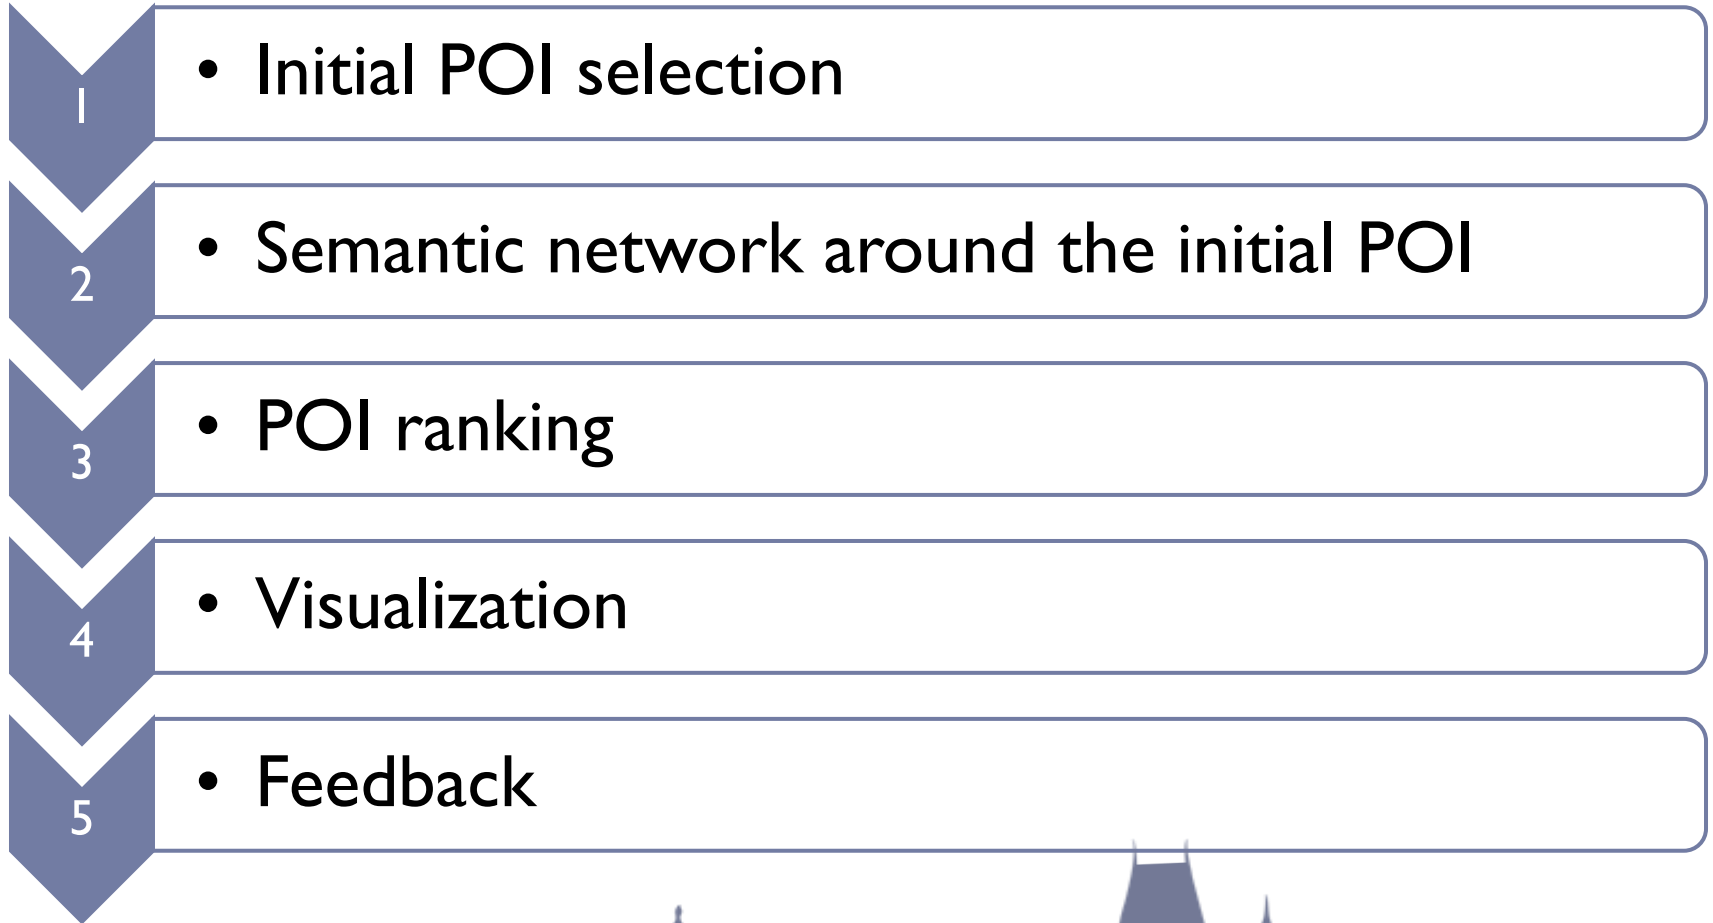 1
• Initial POI selection
2
• Semantic network around the initial POI
3
• POI ranking
4
• Visualization
5
• Feedback